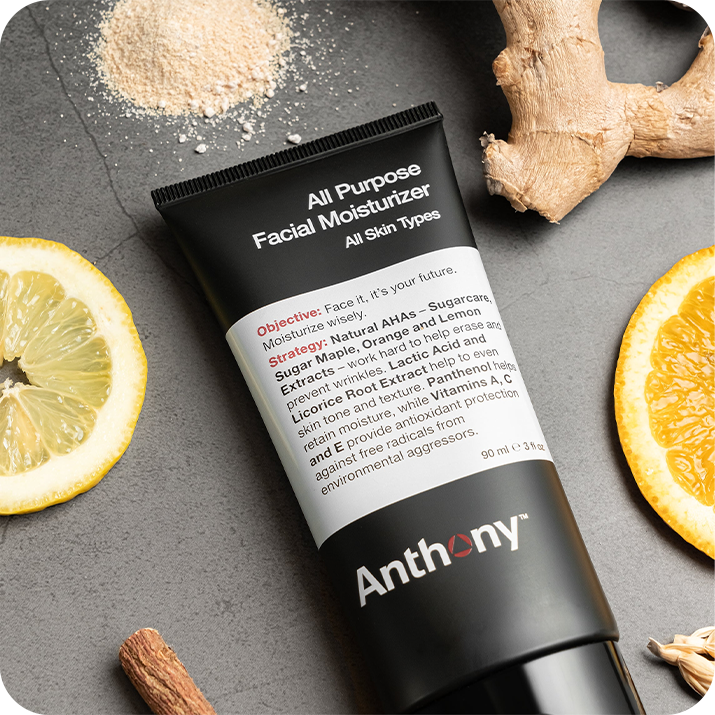 All Purpose
Facial Moisturizer
All Skin Types
Objective: Face it, it's your future.
Moisturize wisely.
Strategy: Natural AHAs – Sugarcare,
Sugar Maple, Orange and Lemon
Extracts – work hard to help erase and
prevent wrinkles. Lactic Acid and
Licorice Root Extract help to even
skin tone and texture. Panthenol helps
retain moisture, while Vitamins A, C
and E provide antioxidant protection
against free radicals from
environmental aggressors.
90 ml ℮ 3 fl oz
Anthony™